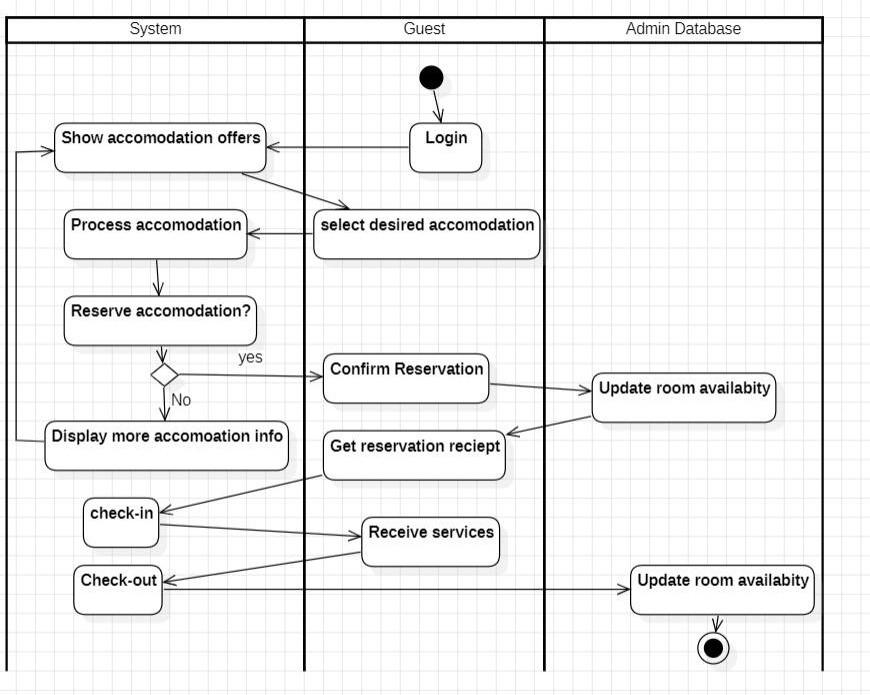 System
Guest
Admin Database
Show accomodation offers
Login
Process accomodation
select desired accomodation
Reserve accomodation?
yes
Confirm Reservation
Update room availabity
No
Display more accomoation info
Get reservation reciept
check-in
Receive services
Check-out
Update room availabity